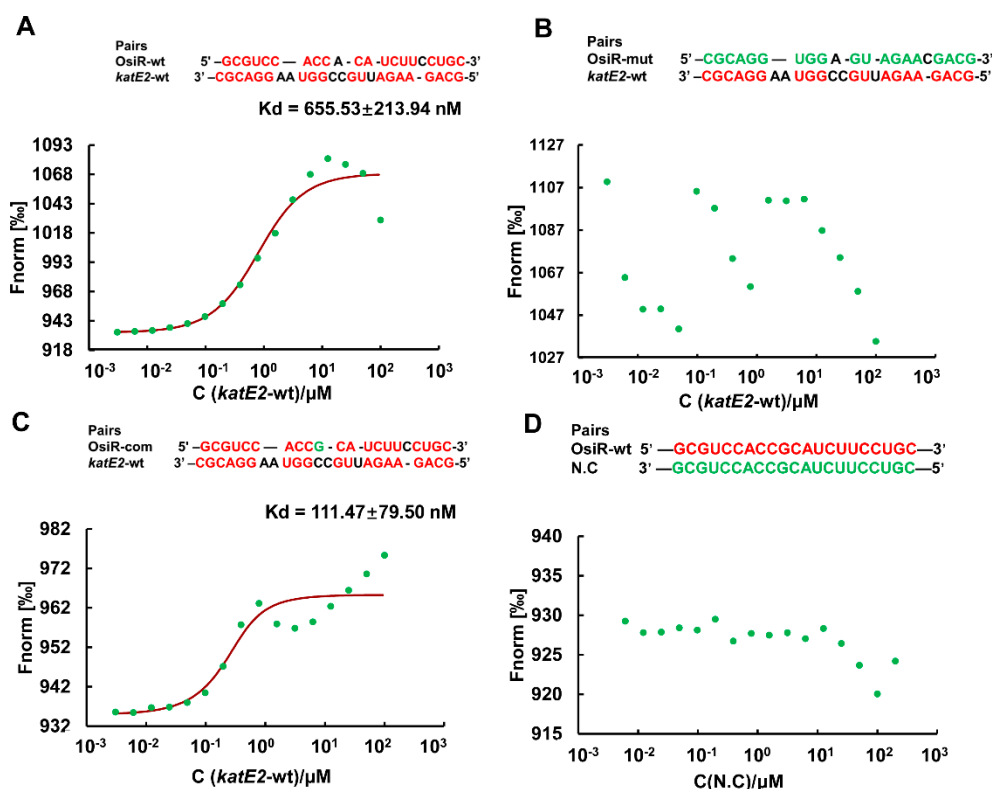 A
Pairs
OsiR-wt 5' –GCGUCC — ACC A - CA - UCUUCCUGC-3'
katE2-wt 3' –CGCAGG AA UGGCCGUUAGAA - GACG-5'
Kd = 655.53±213.94 nM
1093
1068
1043
1018
993
968
943
918
Fnorm [‰]
10⁻³ 10⁻² 10⁻¹ 10⁰ 10¹ 10² 10³
C (katE2-wt)/µM
B
Pairs
OsiR-mut 5' –CGCAGG — UGG A - GU - AGAACGACG-3'
katE2-wt 3' –CGCAGG AA UGGCCGUUAGAA - GACG-5'
1127
1107
1087
1067
1047
1027
Fnorm [‰]
10⁻³ 10⁻² 10⁻¹ 10⁰ 10¹ 10² 10³
C (katE2-wt)/µM
C
Pairs
OsiR-com 5' –GCGUCC — ACCG - CA - UCUUCCUGC-3'
katE2-wt 3' –CGCAGG AA UGGCCGUUAGAA - GACG-5'
Kd = 111.47±79.50 nM
982
972
962
952
942
932
Fnorm [‰]
10⁻³ 10⁻² 10⁻¹ 10⁰ 10¹ 10² 10³
C (katE2-wt)/µM
D
Pairs
OsiR-wt 5' —GCGUCCACCGCAUCUUCCUGC—3'
N.C 3' —GCGUCCACCGCAUCUUCCUGC—5'
940
935
930
925
920
915
Fnorm [‰]
10⁻³ 10⁻² 10⁻¹ 10⁰ 10¹ 10² 10³
C(N.C)/µM